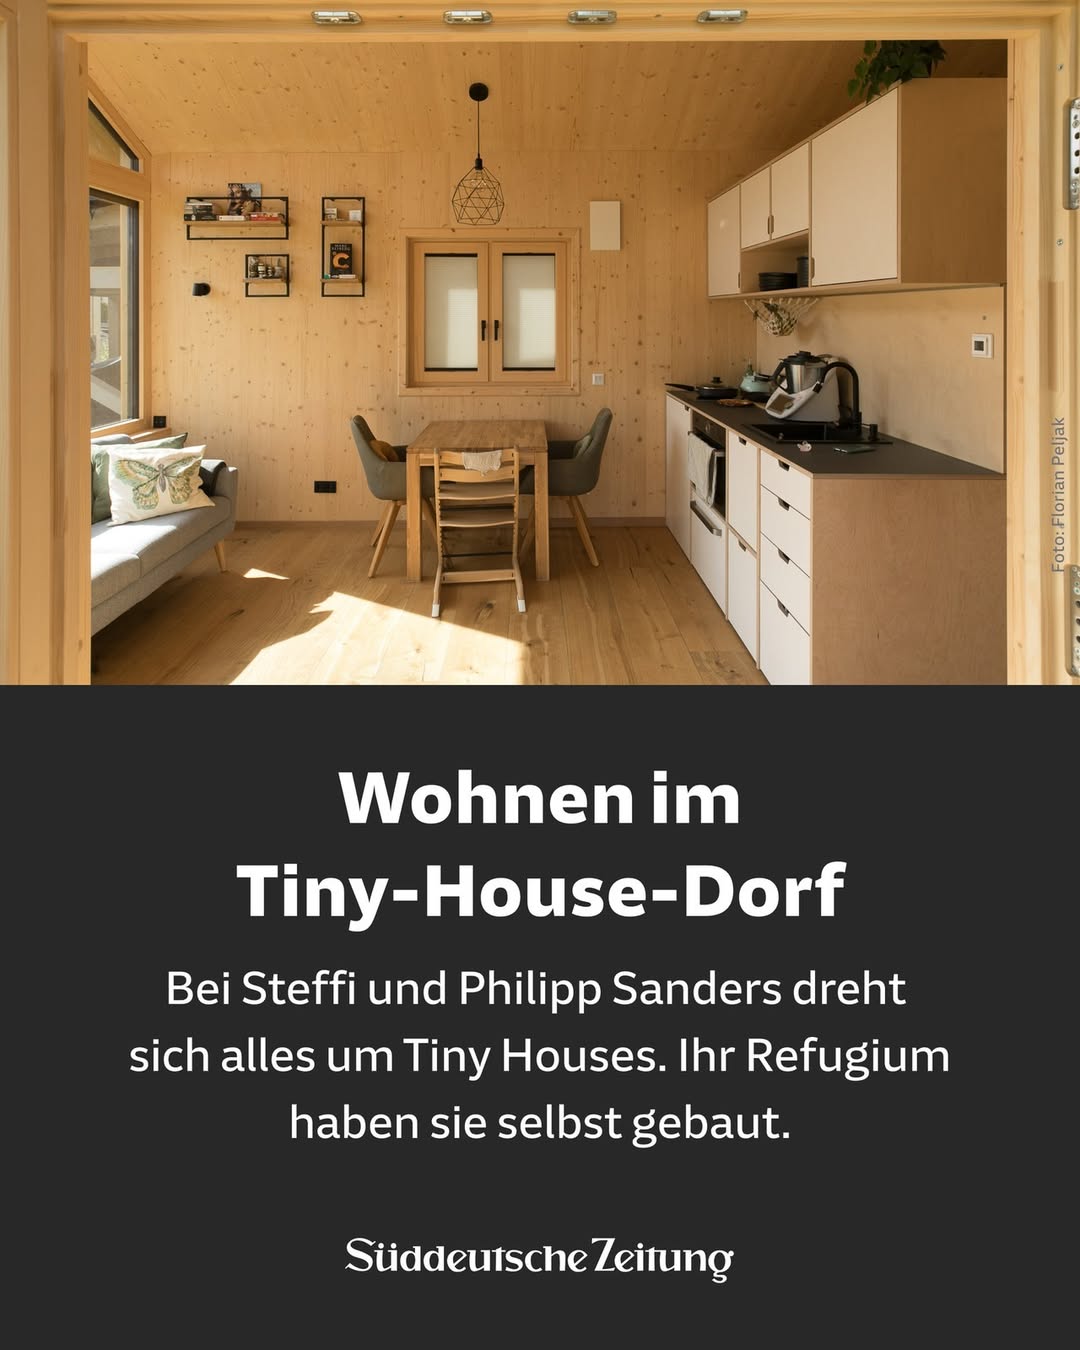 Foto: Florian Peljak
Wohnen im
Tiny-House-Dorf
Bei Steffi und Philipp Sanders dreht
sich alles um Tiny Houses. Ihr Refugium
haben sie selbst gebaut.
Süddeutsche Zeitung